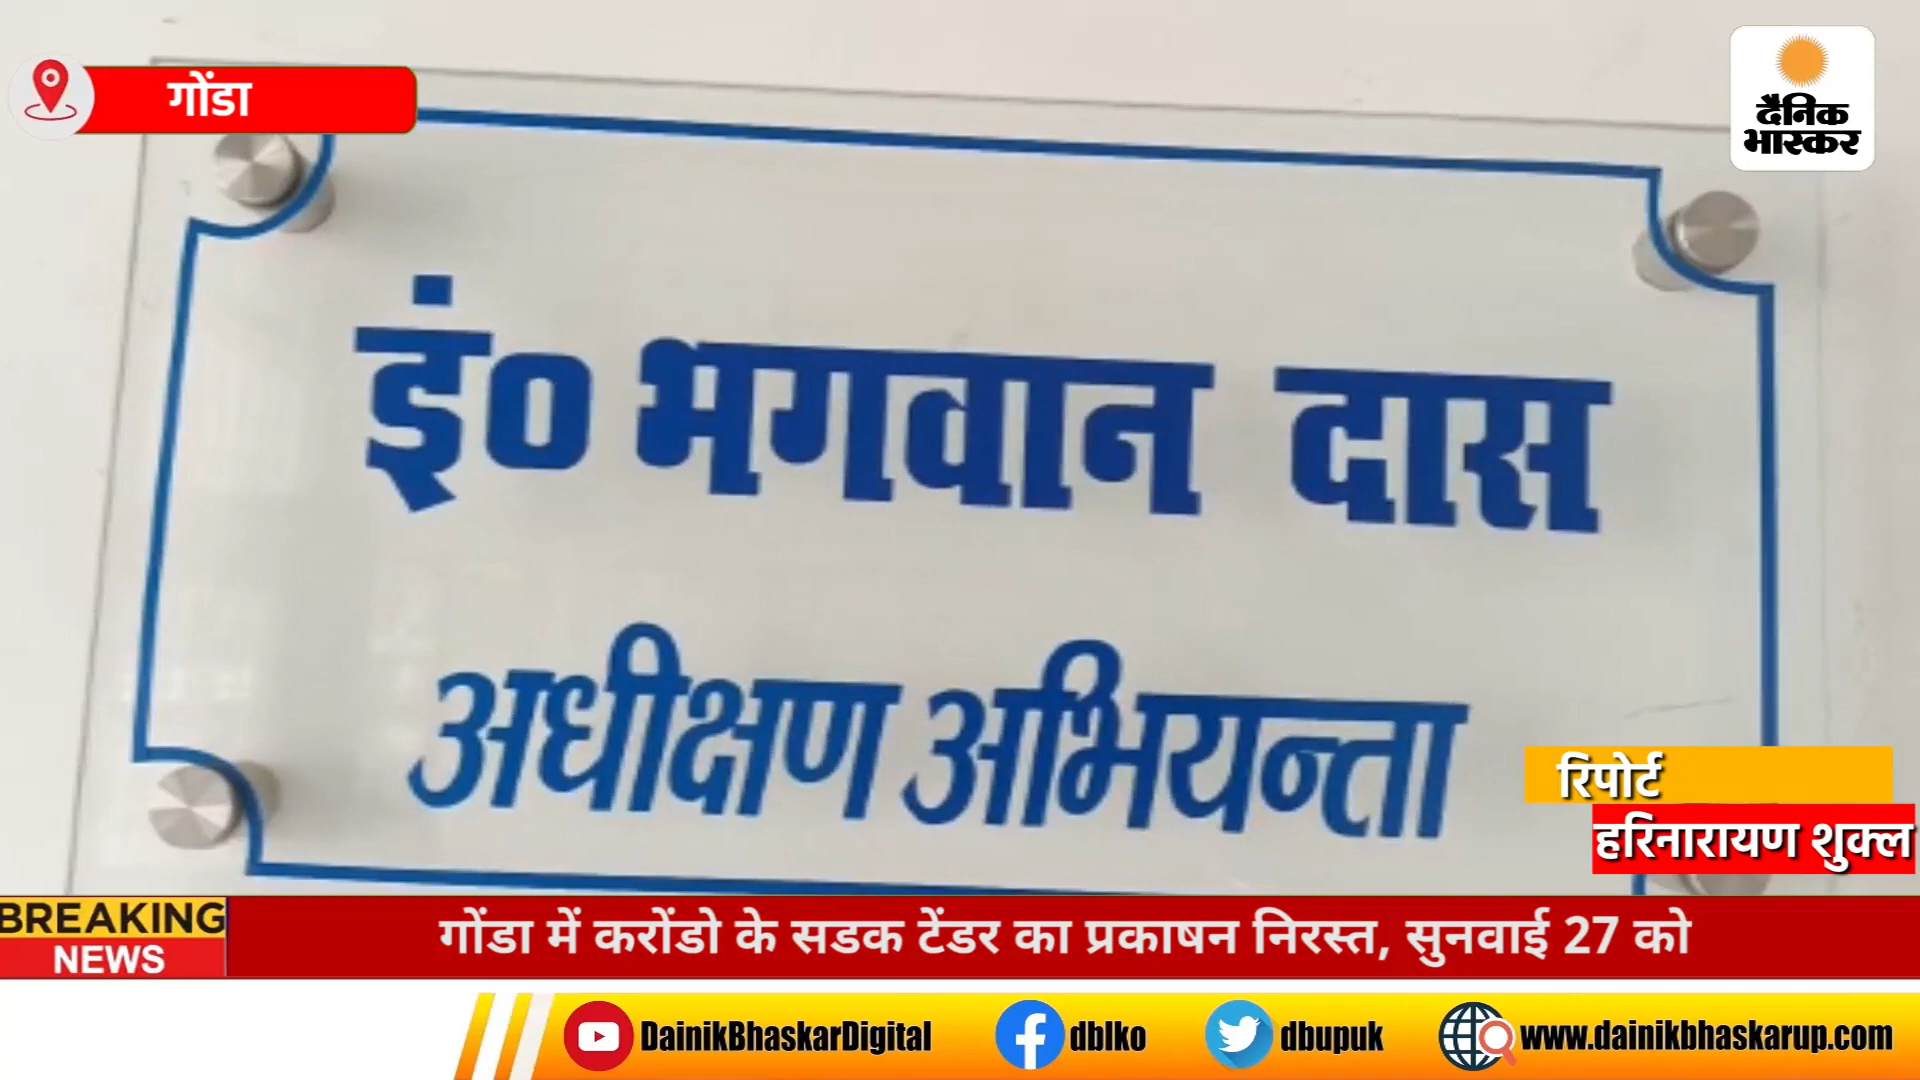 गोंडा
दैनिक
भास्कर
इं० भगवान दास
अधीक्षण अभियन्ता
रिपोर्ट
हरिनारायण शुक्ल
BREAKING
NEWS
गोंडा में करोंडो के सडक टेंडर का प्रकाषन निरस्त, सुनवाई 27 को
DainikBhaskarDigital dblko dbupuk www.dainikbhaskarup.com